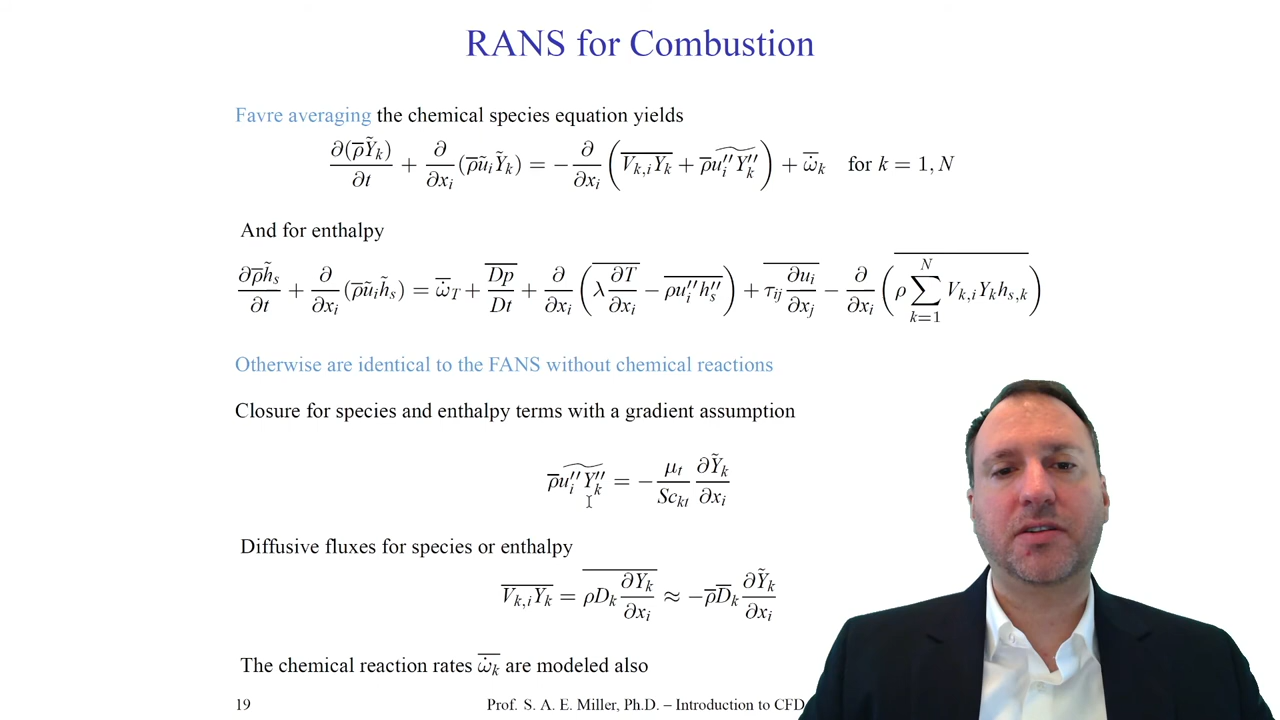 RANS for Combustion
Favre averaging the chemical species equation yields
∂(ρ̅Ỹ_k)/∂t + ∂/∂x_i (ρ̅ũ_iỸ_k) = −∂/∂x_i ( \overline{V_{k,i}Y_k} + ρ̅\widetilde{u_i''Y_k''} ) + \overline{ω̇}_k for k = 1, N
And for enthalpy
∂ρ̅h̃_s/∂t + ∂/∂x_i (ρ̅ũ_ih̃_s) = \overline{ω̇}_T + \overline{Dp/Dt} + ∂/∂x_i ( \overline{λ ∂T/∂x_i} − \overline{ρu_i''h_s''} ) + \overline{τ_{ij} ∂u_i/∂x_j} − ∂/∂x_i ( \overline{ρ ∑_{k=1}^{N} V_{k,i}Y_kh_{s,k}} )
Otherwise are identical to the FANS without chemical reactions
Closure for species and enthalpy terms with a gradient assumption
ρ̅\widetilde{u_i''Y_k''} = − μ_t/Sc_{kt} ∂Ỹ_k/∂x_i
Diffusive fluxes for species or enthalpy
\overline{V_{k,i}Y_k} = \overline{ρD_k ∂Y_k/∂x_i} ≈ −ρ̅D̅_k ∂Ỹ_k/∂x_i
The chemical reaction rates \overline{ω̇_k} are modeled also
19 Prof. S. A. E. Miller, Ph.D. – Introduction to CFD